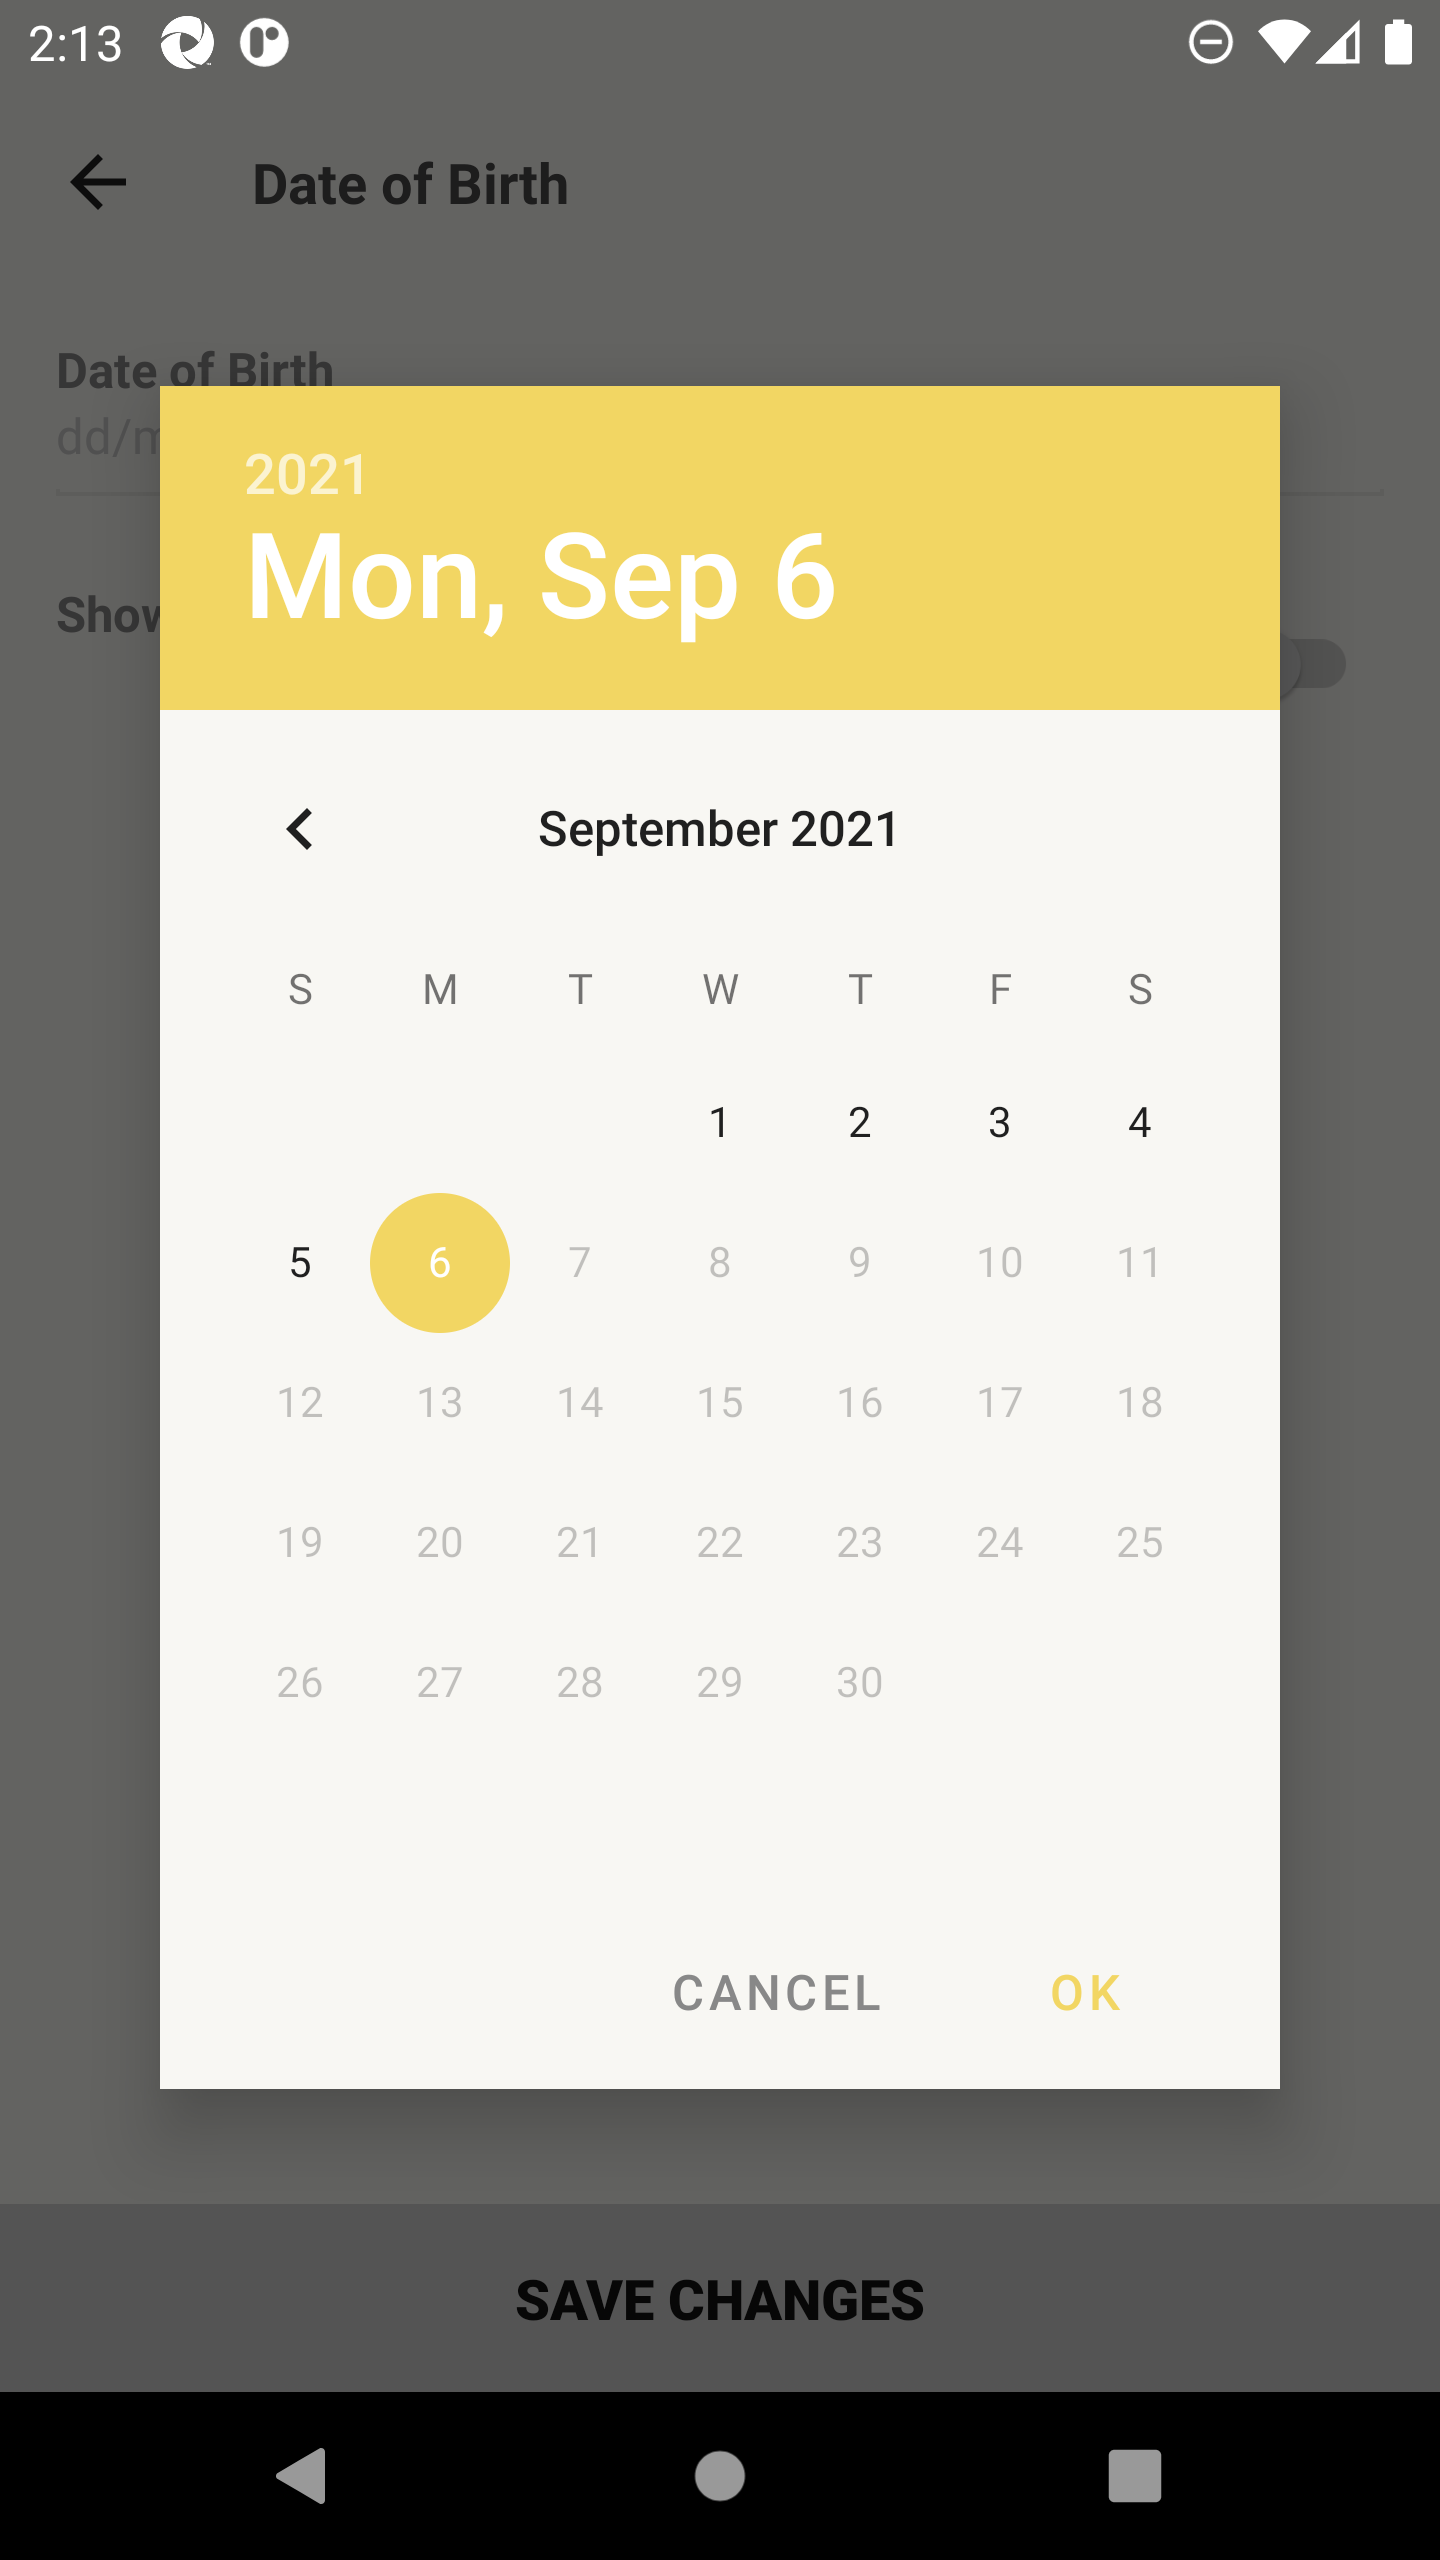 2:13
Date of Birth
Date of Birth
dd/m
2021
Mon, Sep 6
Show
September 2021
S M T W T F S
1 2 3 4
5 6 7 8 9 10 11
12 13 14 15 16 17 18
19 20 21 22 23 24 25
26 27 28 29 30
CANCEL OK
SAVE CHANGES